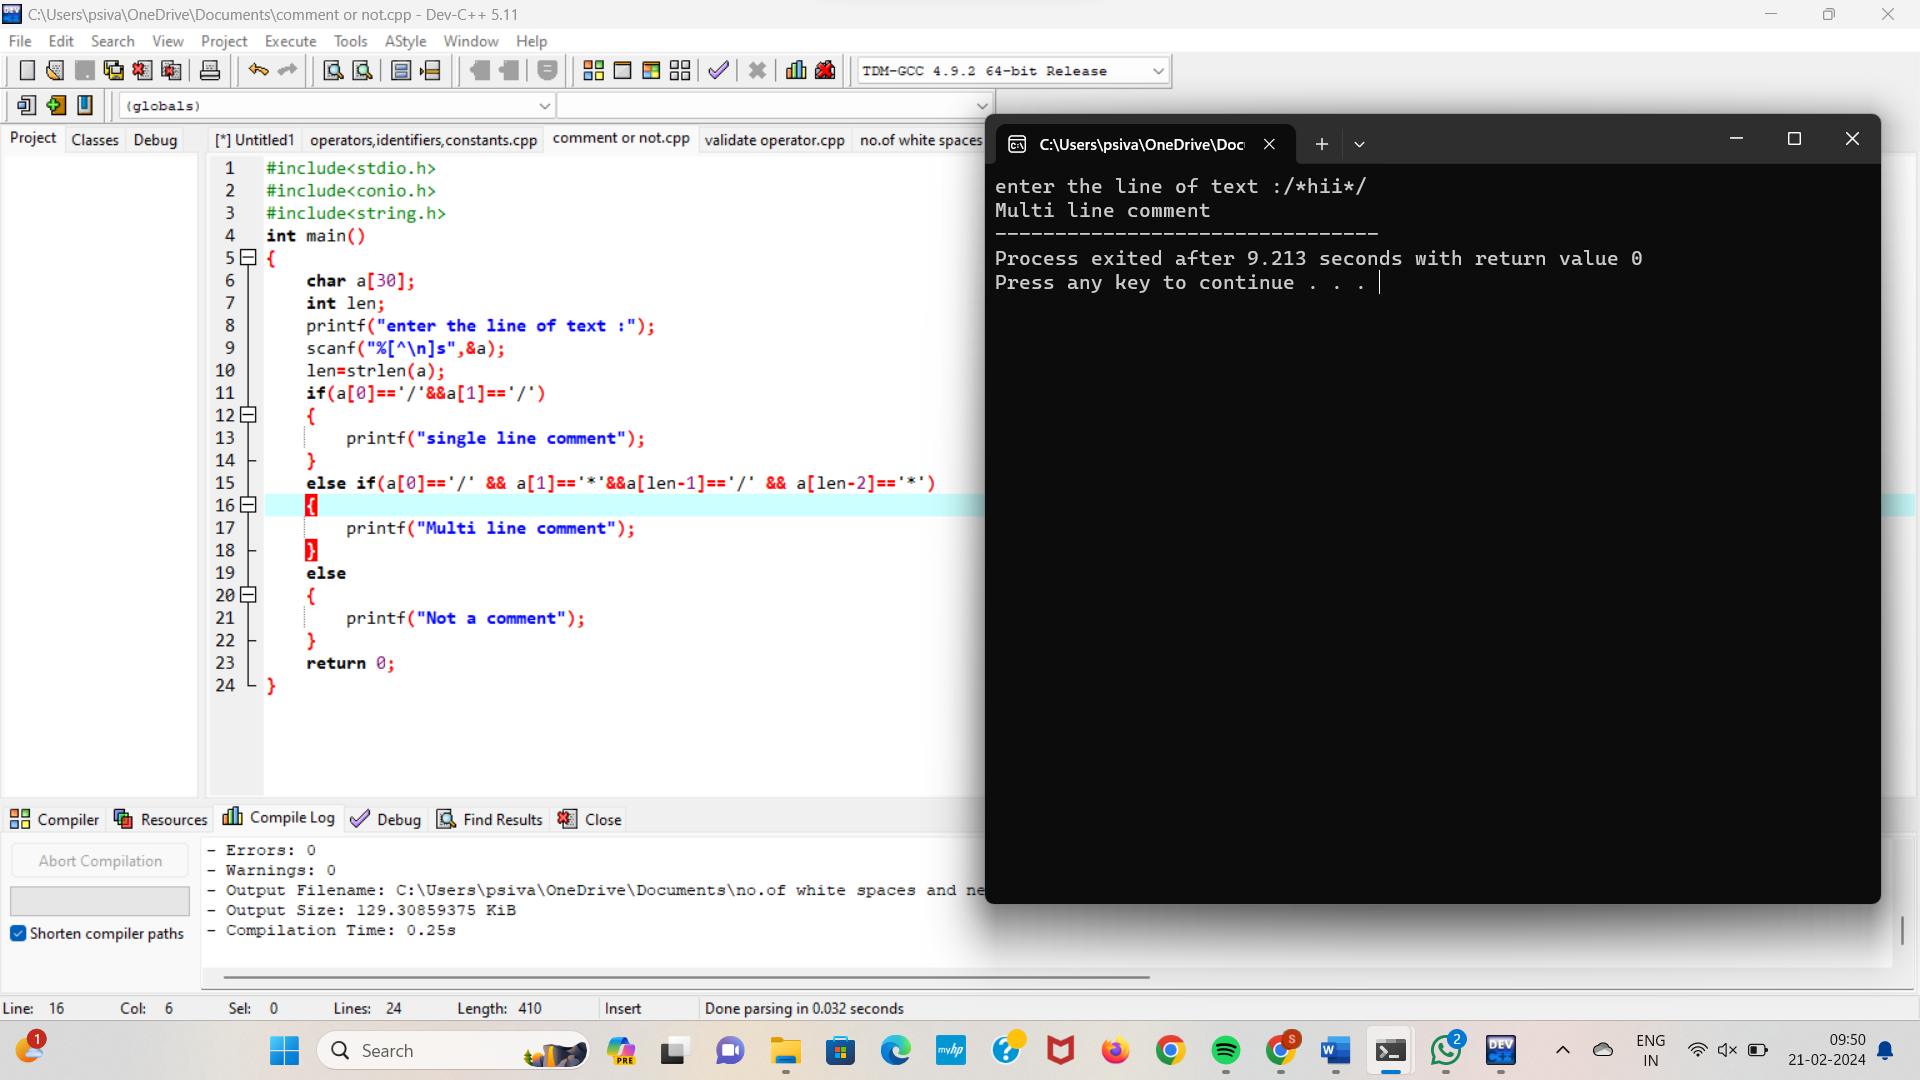 C:\Users\psiva\OneDrive\Documents\comment or not.cpp - Dev-C++ 5.11
File Edit Search View Project Execute Tools AStyle Window Help
TDM-GCC 4.9.2 64-bit Release
(globals)
Project Classes Debug
[*] Untitled1 operators,identifiers,constants.cpp comment or not.cpp validate operator.cpp no.of white spaces
1 #include<stdio.h>
2 #include<conio.h>
3 #include<string.h>
4 int main()
5 {
6 char a[30];
7 int len;
8 printf("enter the line of text :");
9 scanf("%[^\n]s",&a);
10 len=strlen(a);
11 if(a[0]=='/'&&a[1]=='/')
12 {
13 printf("single line comment");
14 }
15 else if(a[0]=='/' && a[1]=='*'&&a[len-1]=='/' && a[len-2]=='*')
16 {
17 printf("Multi line comment");
18 }
19 else
20 {
21 printf("Not a comment");
22 }
23 return 0;
24 }
C:\Users\psiva\OneDrive\Doc
enter the line of text :/*hii*/
Multi line comment
--------------------------------
Process exited after 9.213 seconds with return value 0
Press any key to continue . . .
Compiler Resources Compile Log Debug Find Results Close
Abort Compilation
Shorten compiler paths
- Errors: 0
- Warnings: 0
- Output Filename: C:\Users\psiva\OneDrive\Documents\no.of white spaces and ne
- Output Size: 129.30859375 KiB
- Compilation Time: 0.25s
Line: 16 Col: 6 Sel: 0 Lines: 24 Length: 410 Insert Done parsing in 0.032 seconds
1
Search
PRE
myhp
S
2
DEV
C++
ENG
IN
09:50
21-02-2024